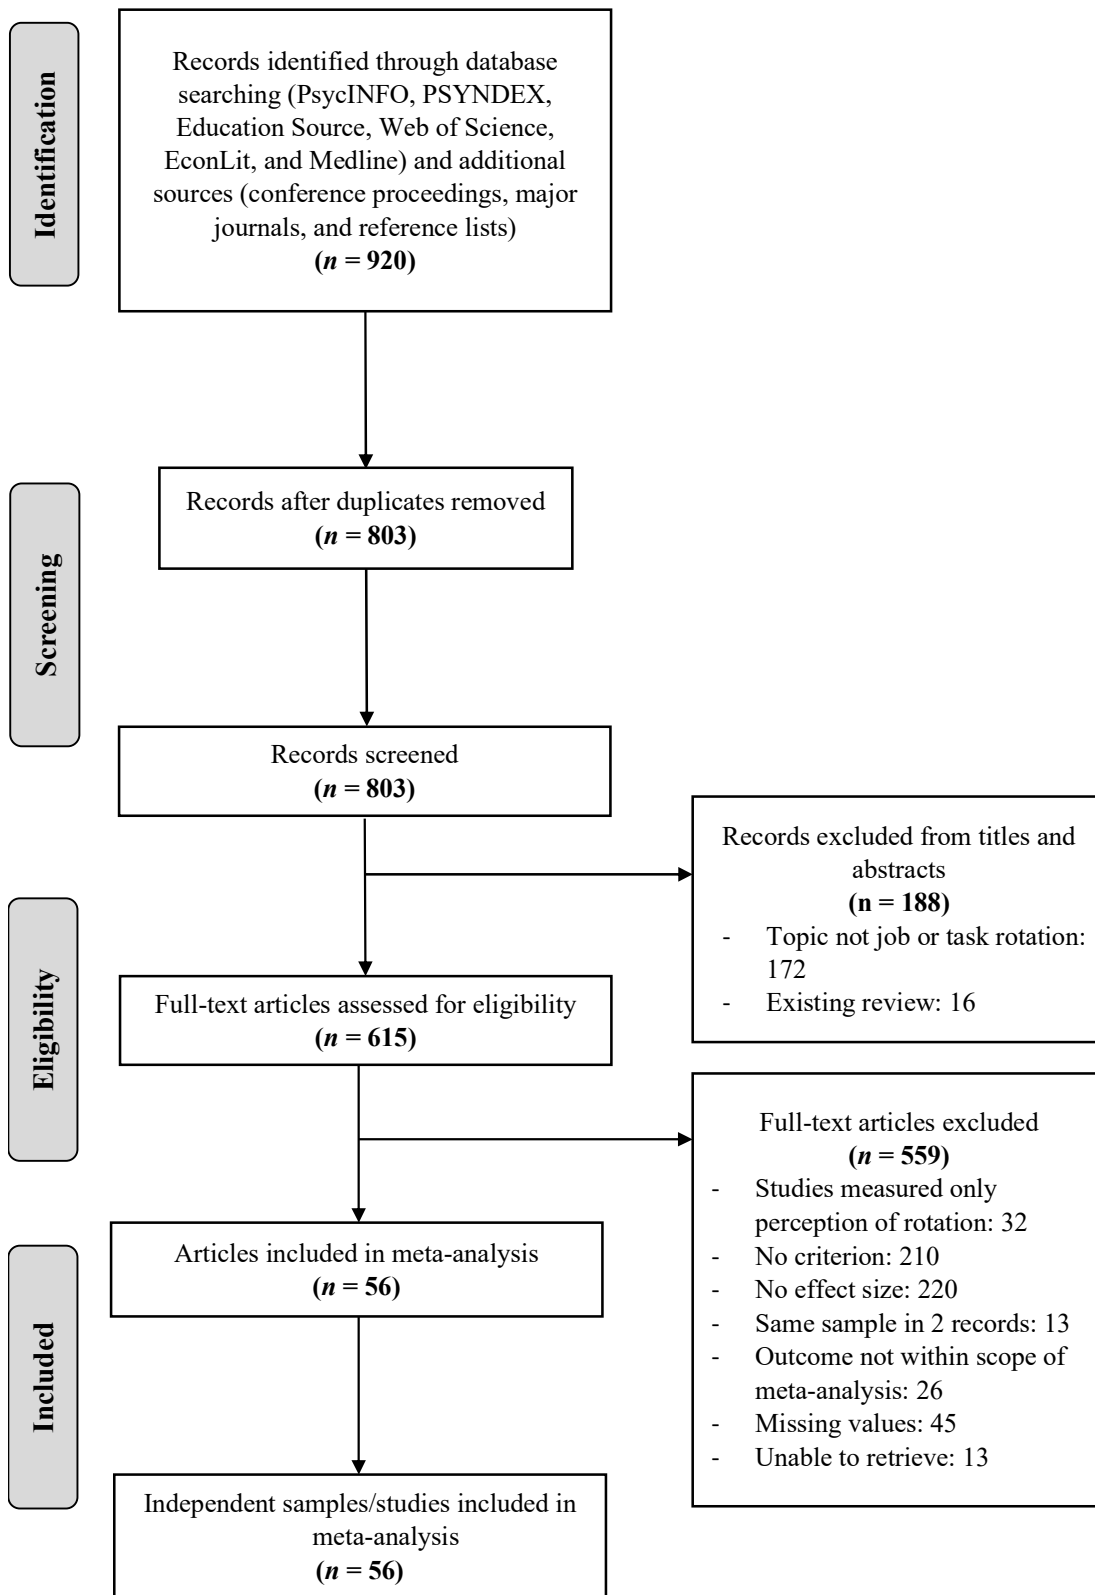 Identification
Records identified through database
searching (PsycINFO, PSYNDEX,
Education Source, Web of Science,
EconLit, and Medline) and additional
sources (conference proceedings, major
journals, and reference lists)
(n = 920)
Screening
Records after duplicates removed
(n = 803)
Records screened
(n = 803)
Records excluded from titles and
abstracts
(n = 188)
- Topic not job or task rotation:
172
- Existing review: 16
Eligibility
Full-text articles assessed for eligibility
(n = 615)
Full-text articles excluded
(n = 559)
- Studies measured only
perception of rotation: 32
- No criterion: 210
- No effect size: 220
- Same sample in 2 records: 13
- Outcome not within scope of
meta-analysis: 26
- Missing values: 45
- Unable to retrieve: 13
Included
Articles included in meta-analysis
(n = 56)
Independent samples/studies included in
meta-analysis
(n = 56)